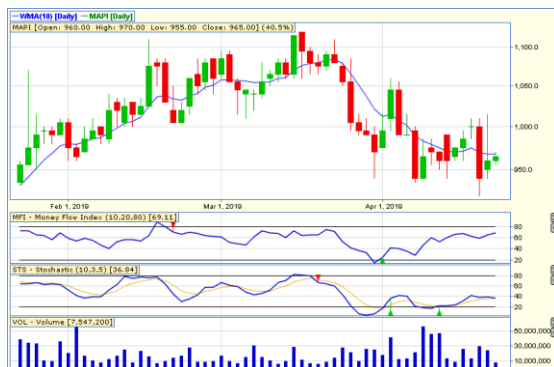 WMA(10) [Daily] MAPI [Daily]
MAPI [Open: 960.00 High: 970.00 Low: 955.00 Close: 965.00] (+0.5%)
1,100.0
1,050.0
1,000.0
950.0
Feb 1, 2019 Mar 1, 2019 Apr 1, 2019
MFI - Money Flow Index (10,20,80) [69.11]
80
60
40
20
STS - Stochastic (10,3,5) [36.84]
80
60
40
20
VOL - Volume [7,547,200]
50,000,000
30,000,000
10,000,000